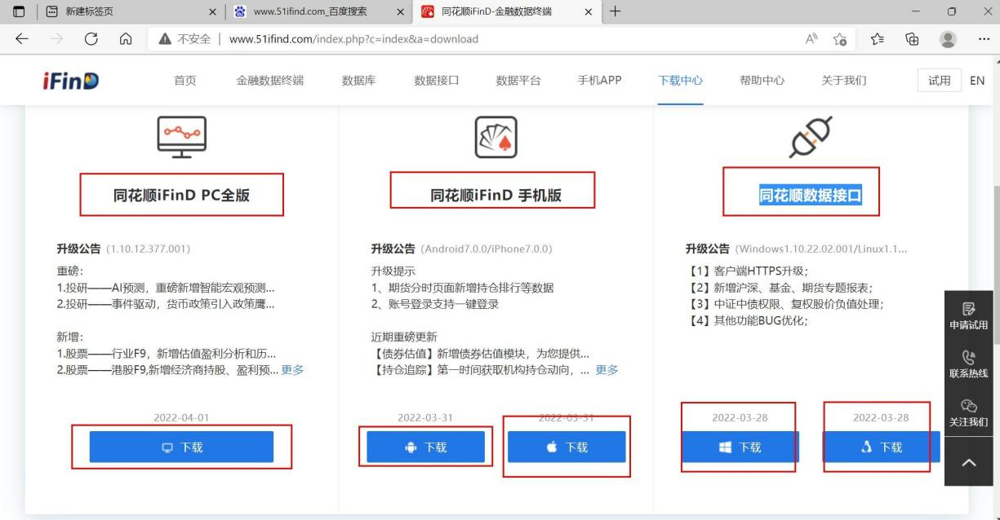 新建标签页
www.51ifind.com_百度搜索
同花顺iFinD-金融数据终端
不安全
www.51ifind.com/index.php?c=index&a=download
iFinD
首页
金融数据终端
数据库
数据接口
数据平台
手机APP
下载中心
帮助中心
关于我们
试用
EN
同花顺iFinD PC全版
升级公告 (1.10.12.377.001)
重磅：
1.投研——AI预测，重磅新增智能宏观预测...
2.投研——事件驱动，货币政策引入政策鹰...
新增：
1.股票——行业F9，新增估值盈利分析和历...
2.股票——港股F9,新增经济商持股、盈利预... 更多
2022-04-01
下载
同花顺iFinD 手机版
升级公告 (Android7.0.0/iPhone7.0.0)
升级提示
1、期货分时页面新增持仓排行等数据
2、账号登录支持一键登录
近期重磅更新
【债券估值】新增债券估值模块，为您提供...
【持仓追踪】第一时间获取机构持仓动向，... 更多
2022-03-31
下载
2022-03-31
下载
同花顺数据接口
升级公告 (Windows1.10.22.02.001/Linux1.1...
【1】客户端HTTPS升级；
【2】新增沪深、基金、期货专题报表；
【3】中证中债权限、复权股价负值处理；
【4】其他功能BUG优化；
2022-03-28
下载
2022-03-28
下载
申请试用
联系热线
关注我们